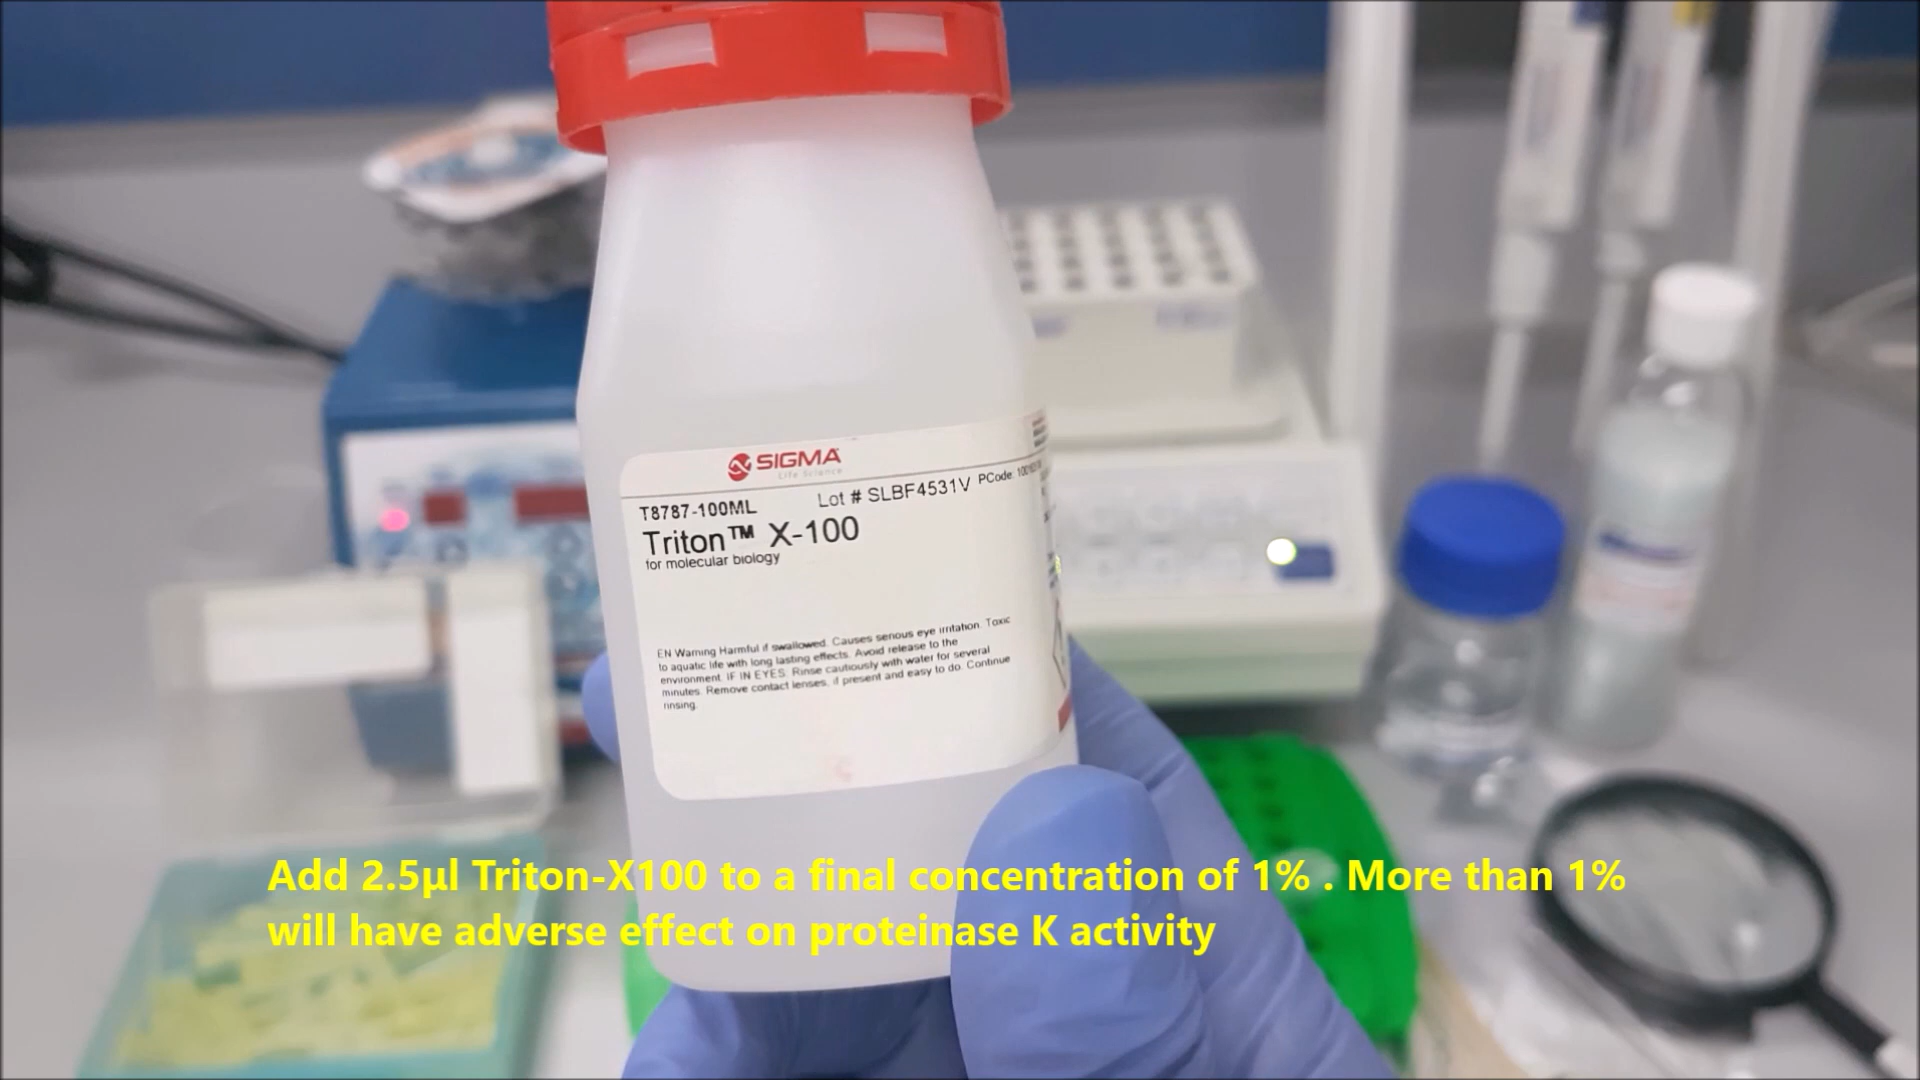 SIGMA
Life Science
T8787-100ML
Lot # SLBF4531V PCode:
Triton™ X-100
for molecular biology
EN Warning Harmful if swallowed. Causes serious eye irritation. Toxic
to aquatic life with long lasting effects. Avoid release to the
environment. IF IN EYES: Rinse cautiously with water for several
minutes. Remove contact lenses, if present and easy to do. Continue
rinsing.
Add 2.5µl Triton-X100 to a final concentration of 1% . More than 1%
will have adverse effect on proteinase K activity